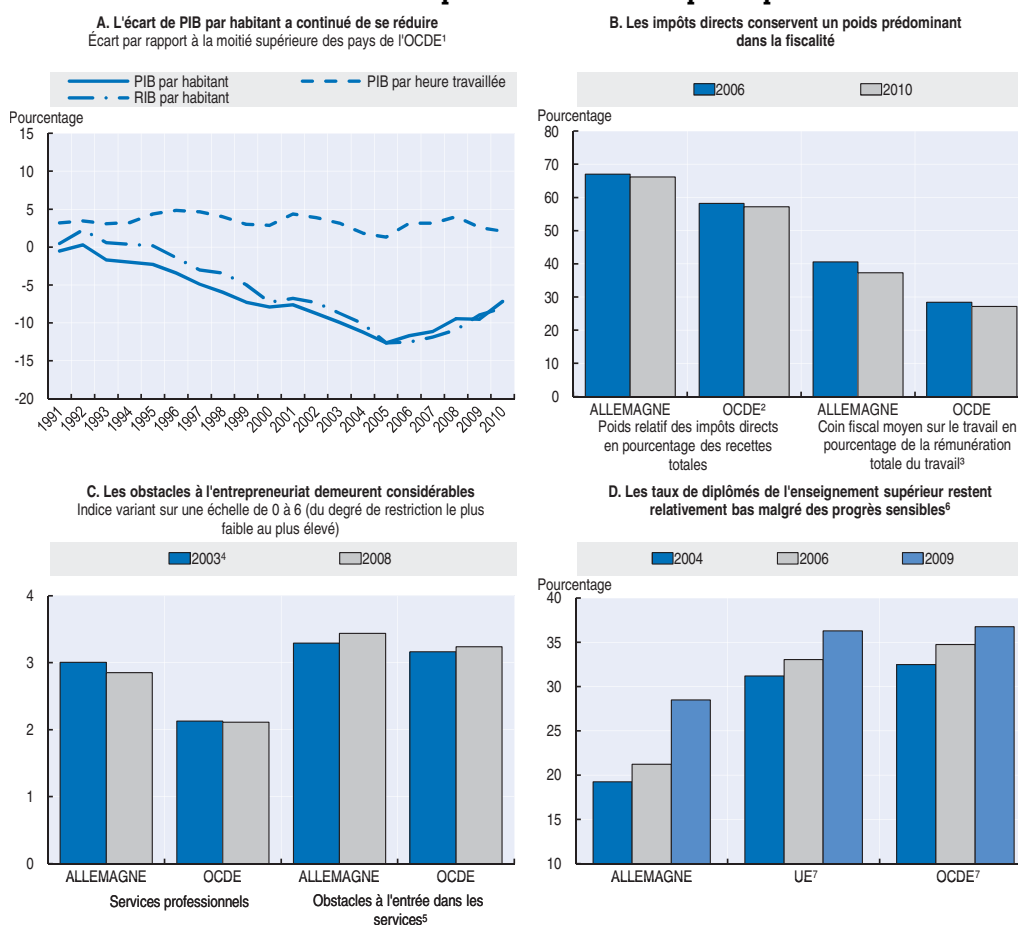 A. L'écart de PIB par habitant a continué de se réduire
Écart par rapport à la moitié supérieure des pays de l'OCDE¹
PIB par habitant
PIB par heure travaillée
RIB par habitant
Pourcentage
15
10
5
0
-5
-10
-15
-20
1991 1992 1993 1994 1995 1996 1997 1998 1999 2000 2001 2002 2003 2004 2005 2006 2007 2008 2009 2010
B. Les impôts directs conservent un poids prédominant
dans la fiscalité
2006 2010
Pourcentage
80
70
60
50
40
30
20
10
0
ALLEMAGNE OCDE² ALLEMAGNE OCDE
Poids relatif des impôts directs
en pourcentage des recettes
totales
Coin fiscal moyen sur le travail en
pourcentage de la rémunération
totale du travail³
C. Les obstacles à l'entrepreneuriat demeurent considérables
Indice variant sur une échelle de 0 à 6 (du degré de restriction le plus
faible au plus élevé)
2003⁴ 2008
4
3
2
1
0
ALLEMAGNE OCDE ALLEMAGNE OCDE
Services professionnels
Obstacles à l'entrée dans les
services⁵
D. Les taux de diplômés de l'enseignement supérieur restent
relativement bas malgré des progrès sensibles⁶
2004 2006 2009
Pourcentage
40
35
30
25
20
15
10
ALLEMAGNE UE⁷ OCDE⁷